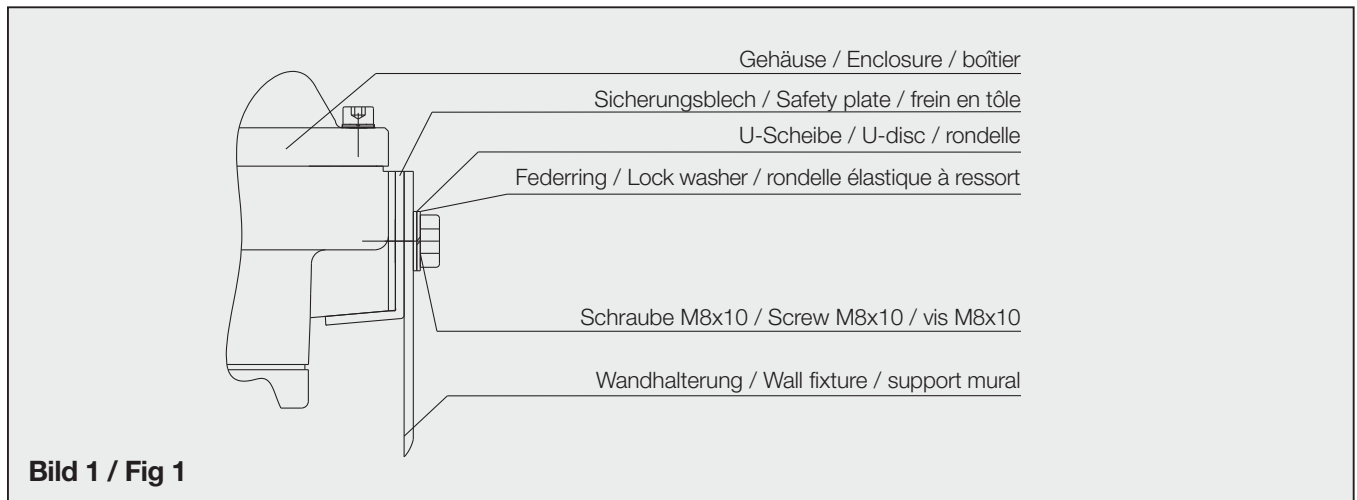 Gehäuse / Enclosure / boîtier
Sicherungsblech / Safety plate / frein en tôle
U-Scheibe / U-disc / rondelle
Federring / Lock washer / rondelle élastique à ressort
Schraube M8x10 / Screw M8x10 / vis M8x10
Wandhalterung / Wall fixture / support mural
Bild 1 / Fig 1